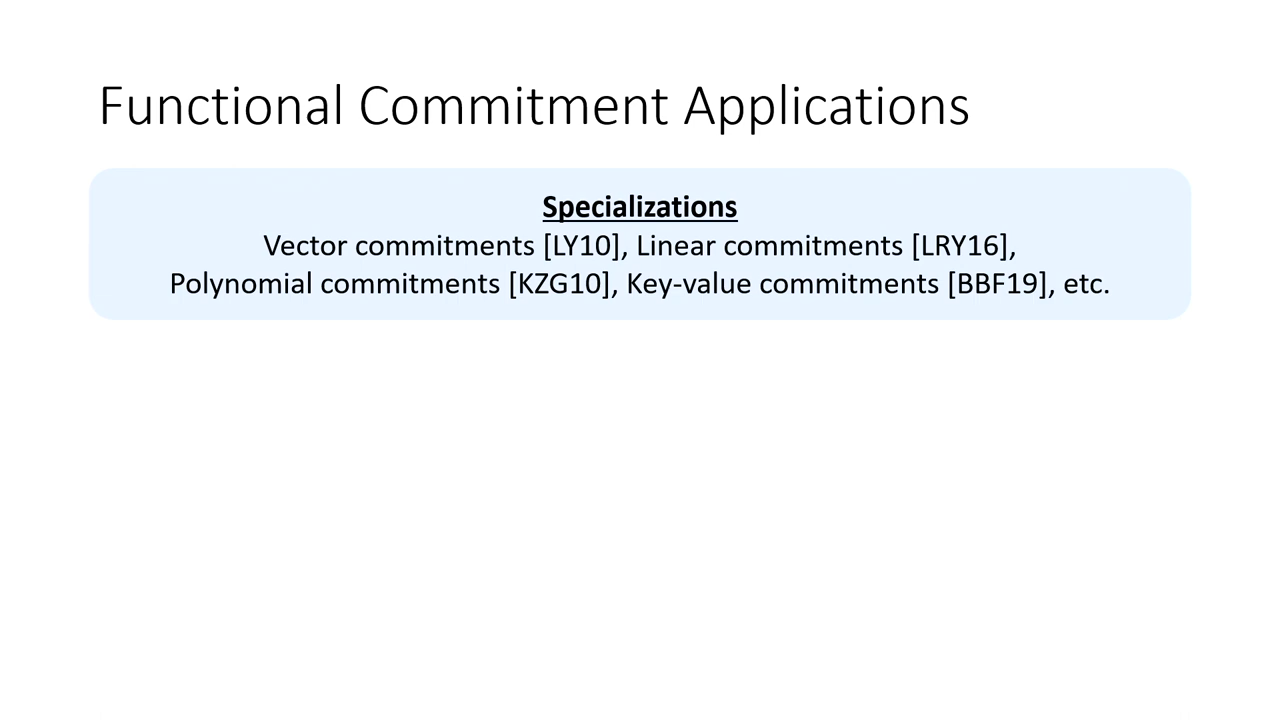 Functional Commitment Applications
Specializations
Vector commitments [LY10], Linear commitments [LRY16],
Polynomial commitments [KZG10], Key-value commitments [BBF19], etc.